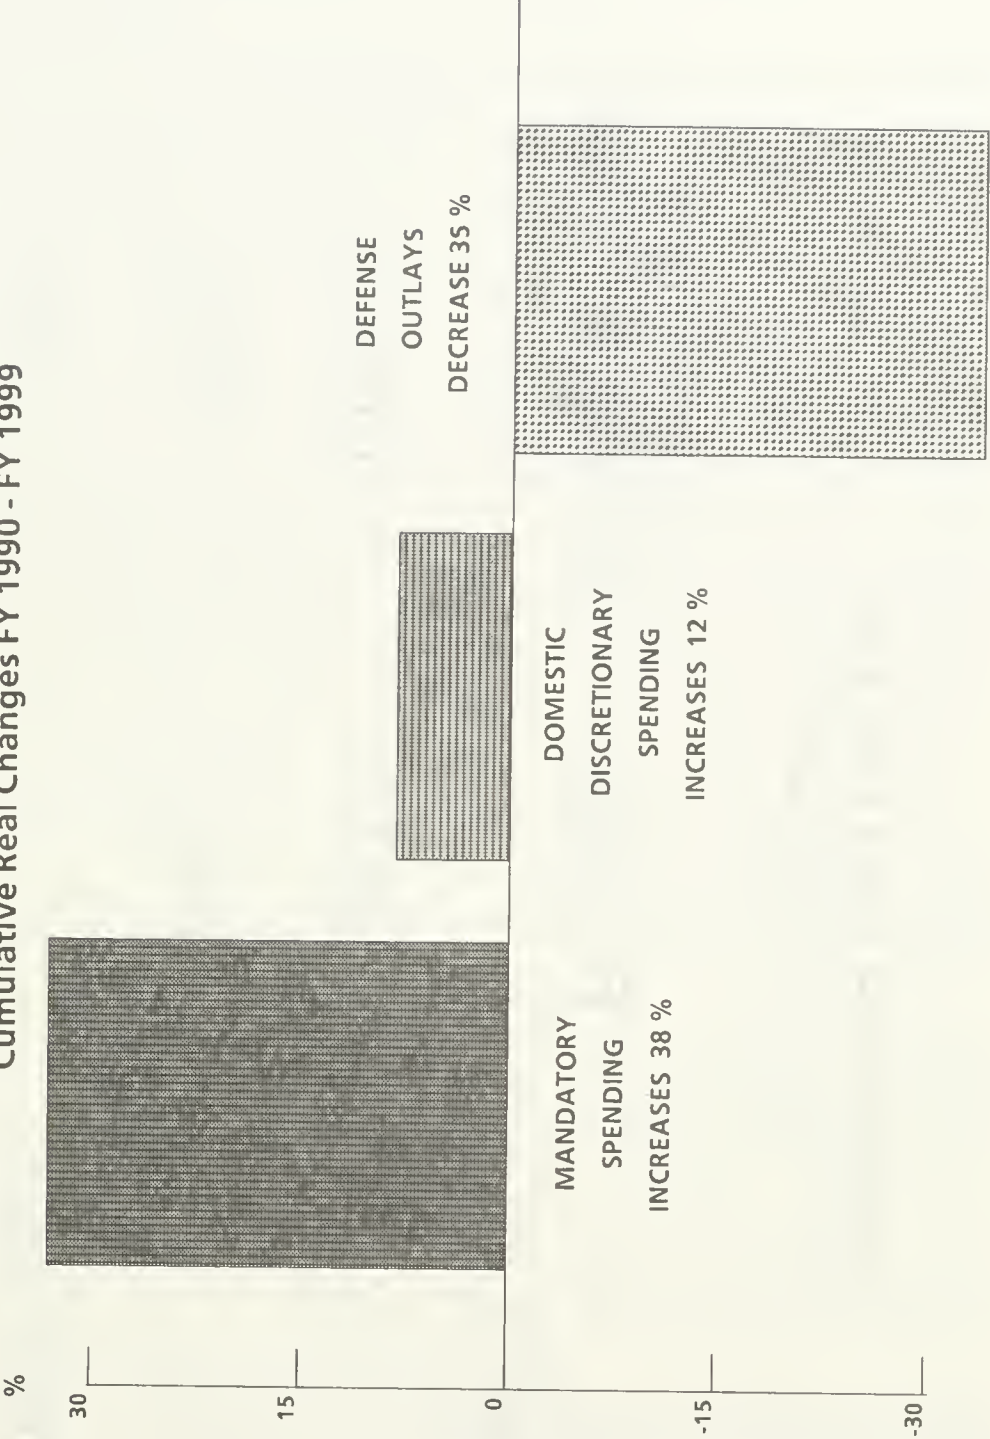 Cumulative Real Changes FY 1990 - FY 1999
%
30
15
0
-15
-30
MANDATORY
SPENDING
INCREASES 38 %
DOMESTIC
DISCRETIONARY
SPENDING
INCREASES 12 %
DEFENSE
OUTLAYS
DECREASE 35 %